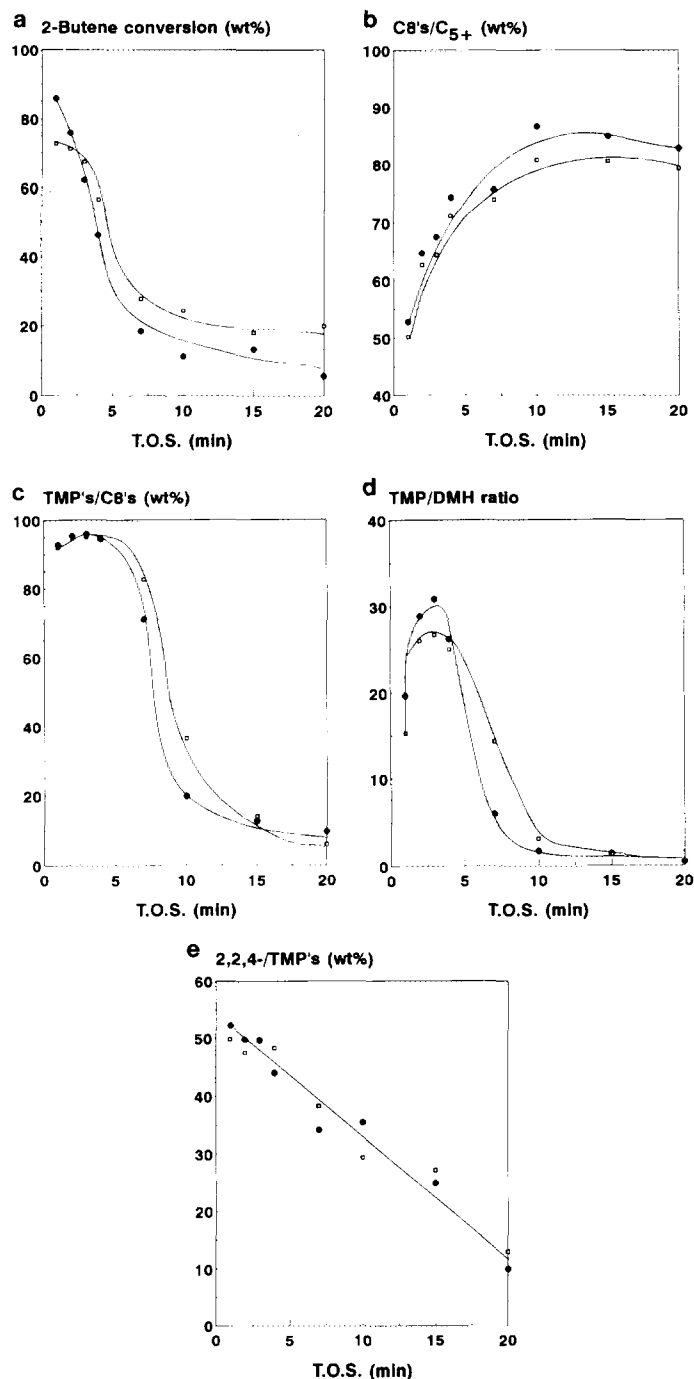 a 2-Butene conversion (wt%)
100
80
60
40
20
0
0 5 10 15 20
T.O.S. (min)
b C8's/C5+ (wt%)
100
90
80
70
60
50
40
0 5 10 15 20
T.O.S. (min)
c TMP's/C8's (wt%)
100
80
60
40
20
0
0 5 10 15 20
T.O.S. (min)
d TMP/DMH ratio
40
30
20
10
0
0 5 10 15 20
T.O.S. (min)
e 2,2,4-/TMP's (wt%)
60
50
40
30
20
10
0
0 5 10 15 20
T.O.S. (min)